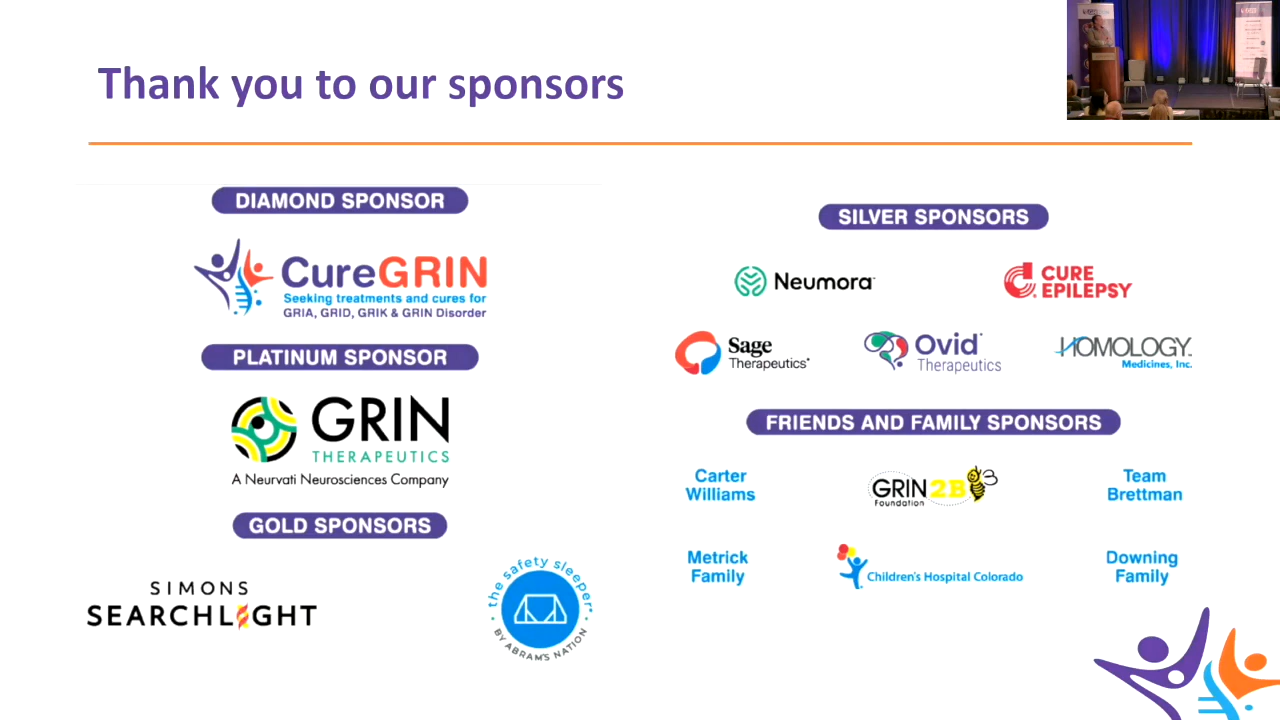 Thank you to our sponsors
DIAMOND SPONSOR
CureGRIN
Seeking treatments and cures for
GRIA, GRID, GRIK & GRIN Disorder
PLATINUM SPONSOR
GRIN
THERAPEUTICS
A Neurvati Neurosciences Company
GOLD SPONSORS
SIMONS
SEARCHLIGHT
the safety sleeper
BY ABRAM'S NATION
SILVER SPONSORS
Neumora
CURE
EPILEPSY
Sage
Therapeutics
Ovid
Therapeutics
HOMOLOGY
Medicines, Inc.
FRIENDS AND FAMILY SPONSORS
Carter
Williams
GRIN2B
Foundation
Team
Brettman
Metrick
Family
Children's Hospital Colorado
Downing
Family